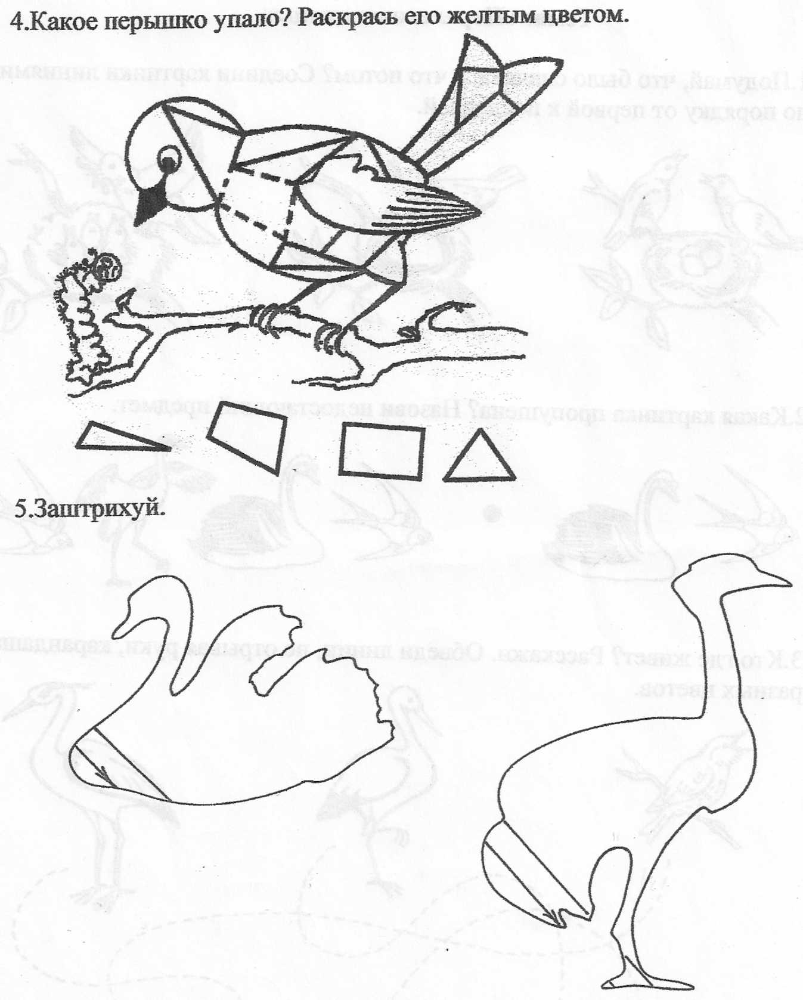 4.Какое перышко упало? Раскрась его желтым цветом.
5.Заштрихуй.